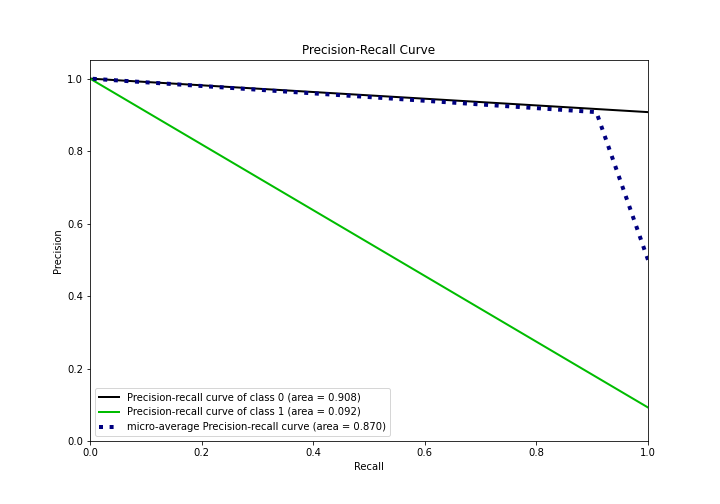 Precision-Recall Curve
1.0
0.8
0.6
0.4
0.2
0.0
Precision
Precision-recall curve of class 0 (area = 0.908)
Precision-recall curve of class 1 (area = 0.092)
micro-average Precision-recall curve (area = 0.870)
0.0 0.2 0.4 0.6 0.8 1.0
Recall